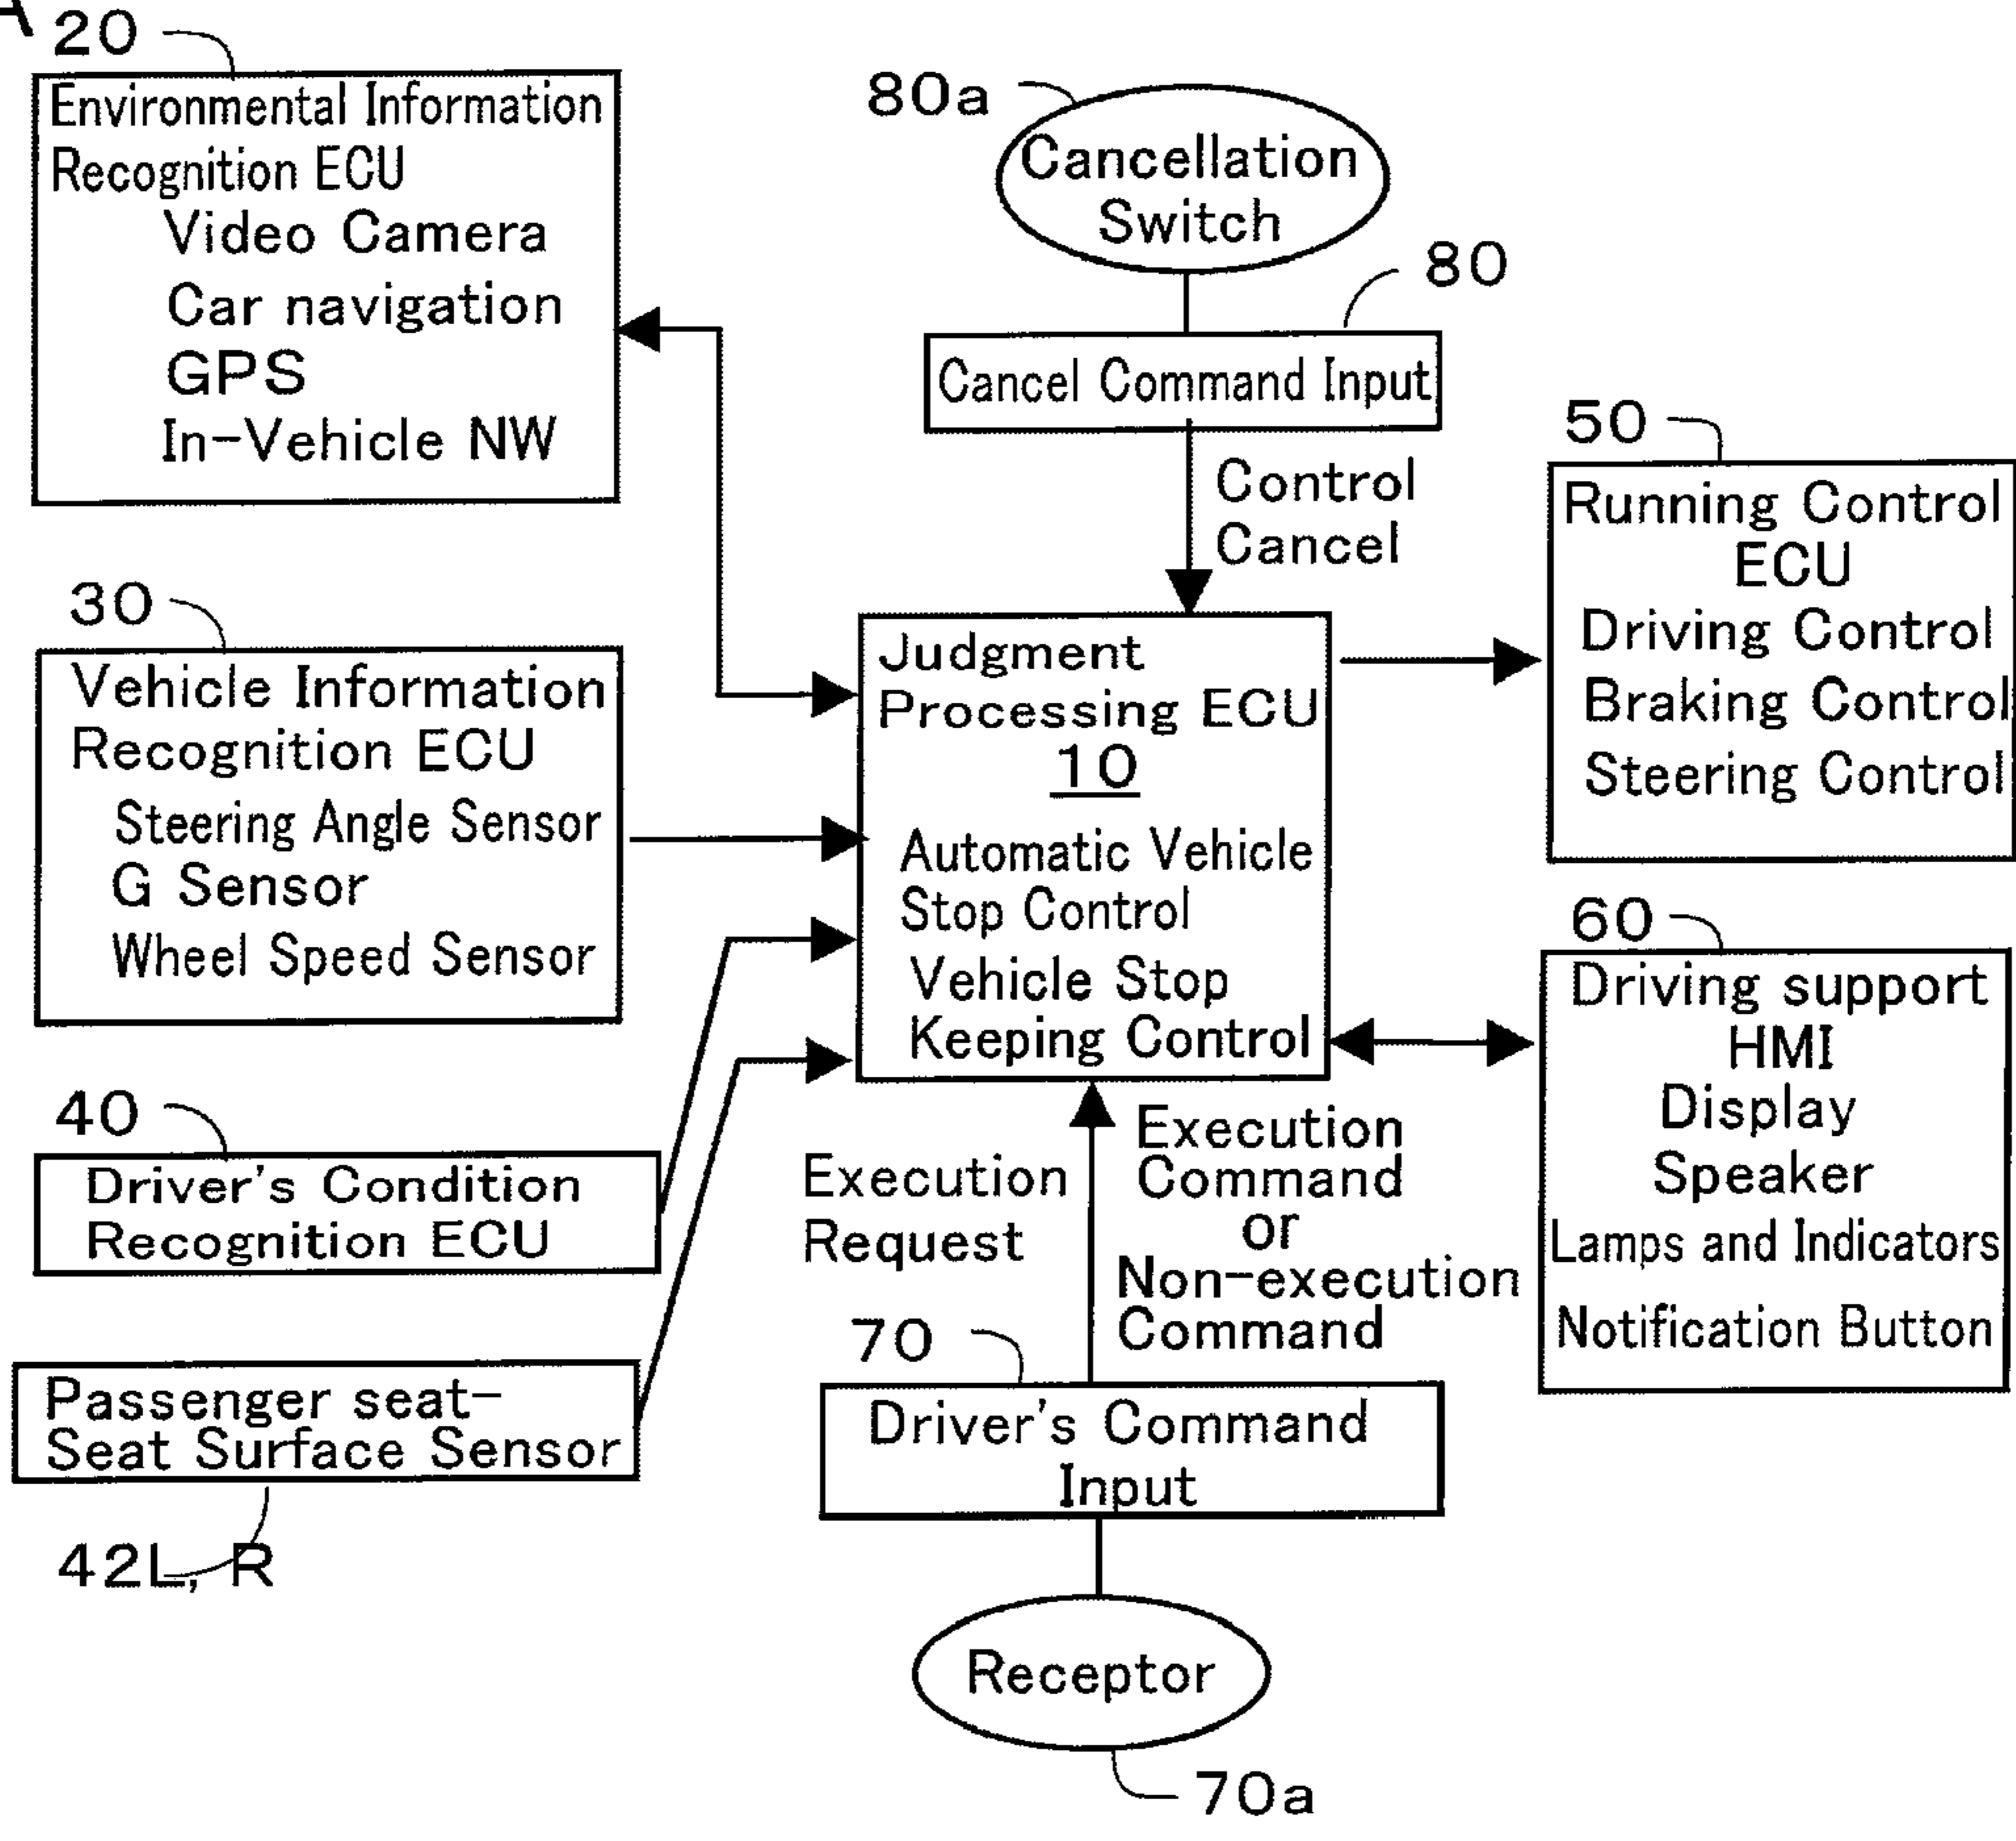 A
20
Environmental Information
Recognition ECU
Video Camera
Car navigation
GPS
In-Vehicle NW
80a
Cancellation
Switch
80
Cancel Command Input
Control
Cancel
50
Running Control
ECU
Driving Control
Braking Control
Steering Control
30
Vehicle Information
Recognition ECU
Steering Angle Sensor
G Sensor
Wheel Speed Sensor
Judgment
Processing ECU
10
Automatic Vehicle
Stop Control
Vehicle Stop
Keeping Control
60
Driving support
HMI
Display
Speaker
Lamps and Indicators
Notification Button
40
Driver's Condition
Recognition ECU
Execution
Request
Execution
Command
or
Non-execution
Command
Passenger seat-
Seat Surface Sensor
42L, R
70
Driver's Command
Input
Receptor
70a